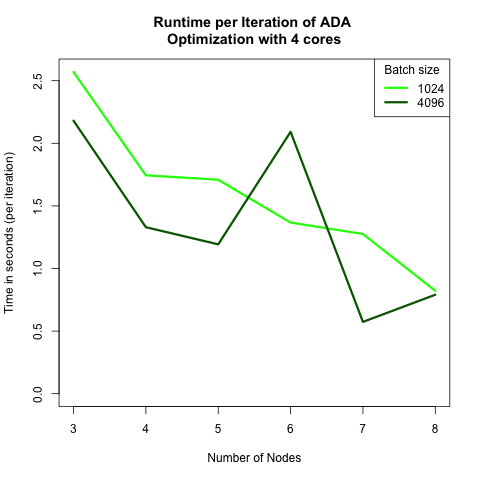 Runtime per Iteration of ADA
Optimization with 4 cores
Batch size
1024
4096
Time in seconds (per iteration)
2.5
2.0
1.5
1.0
0.5
0.0
3 4 5 6 7 8
Number of Nodes